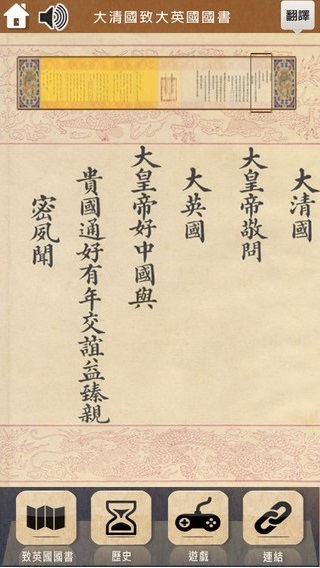 大清國致大英國國書
翻譯
大清國
大皇帝敬問
大英國
大皇帝好中國與
貴國通好有年交誼益臻親
密夙聞
致英國國書
歷史
遊戲
連結